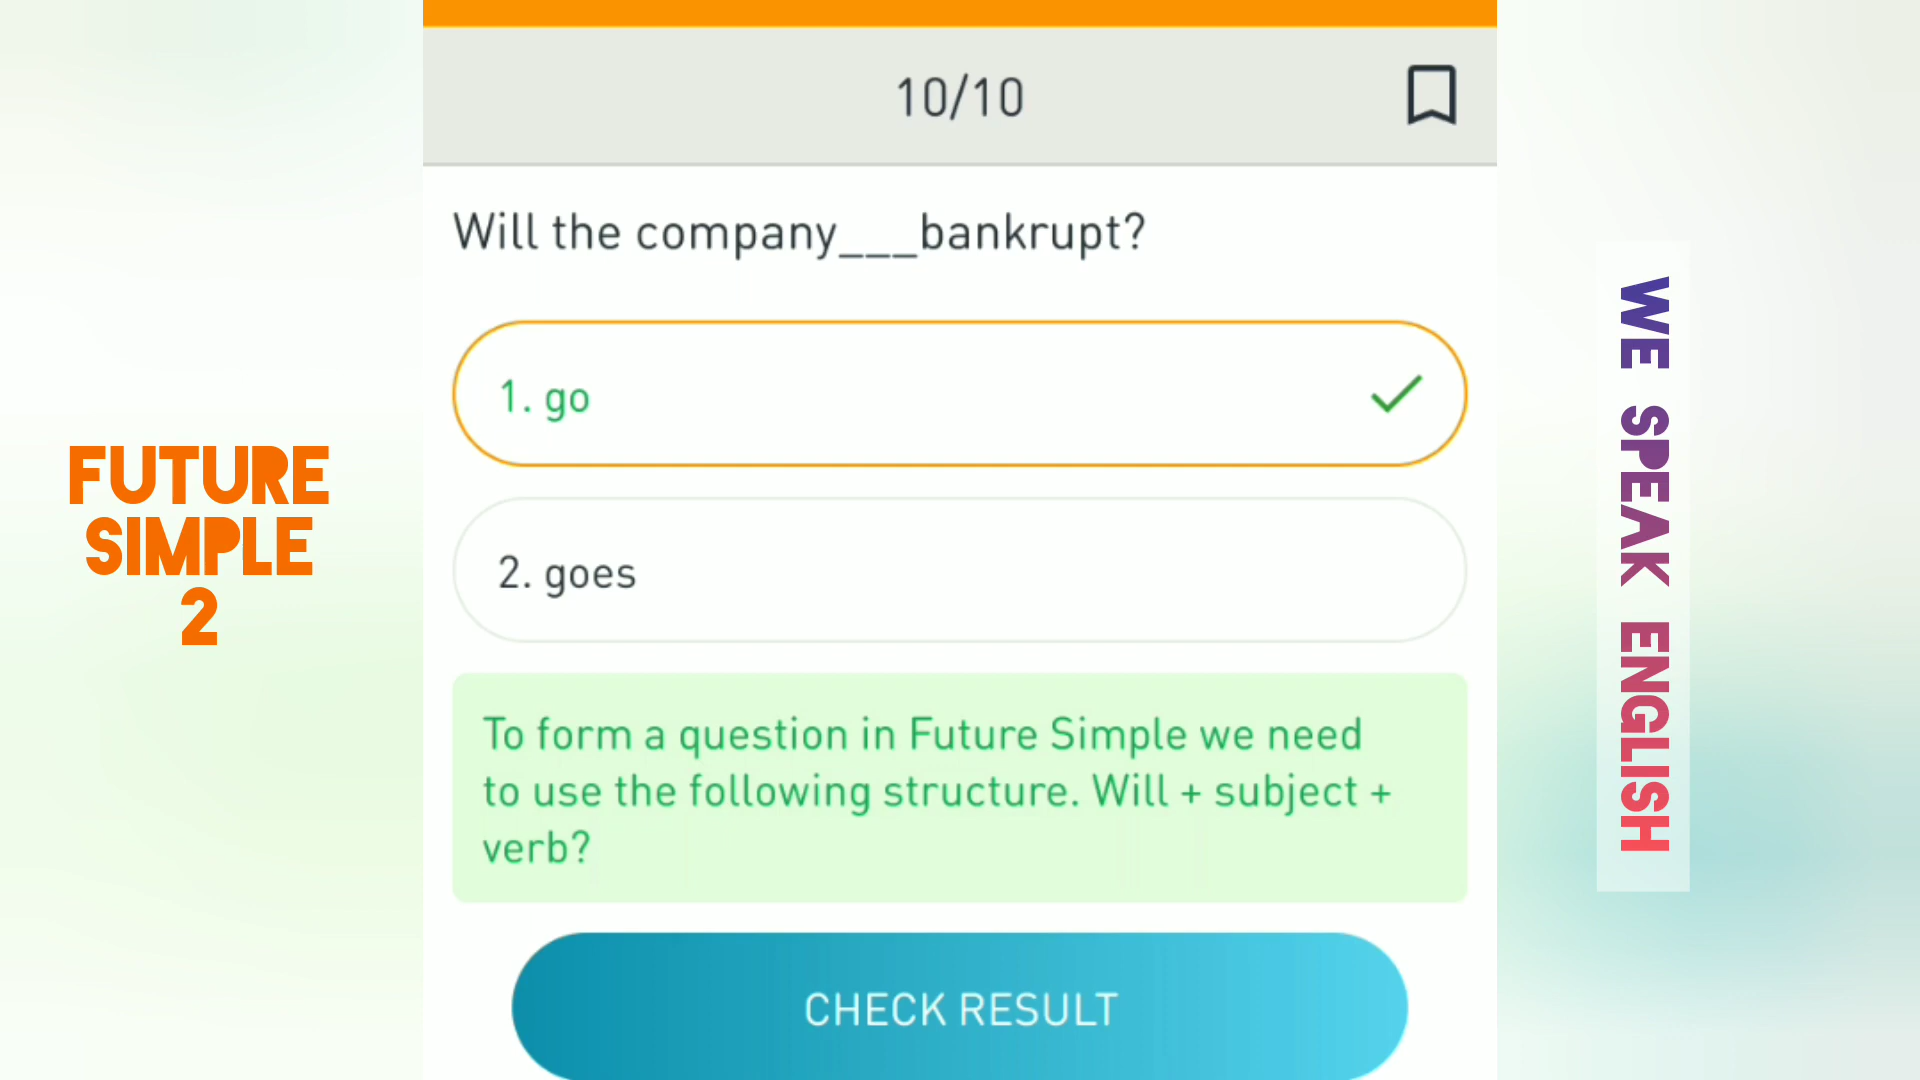 10/10
Will the company___bankrupt?
1. go
2. goes
To form a question in Future Simple we need
to use the following structure. Will + subject +
verb?
CHECK RESULT
FUTURE
SIMPLE
2
WE SPEAK ENGLISH